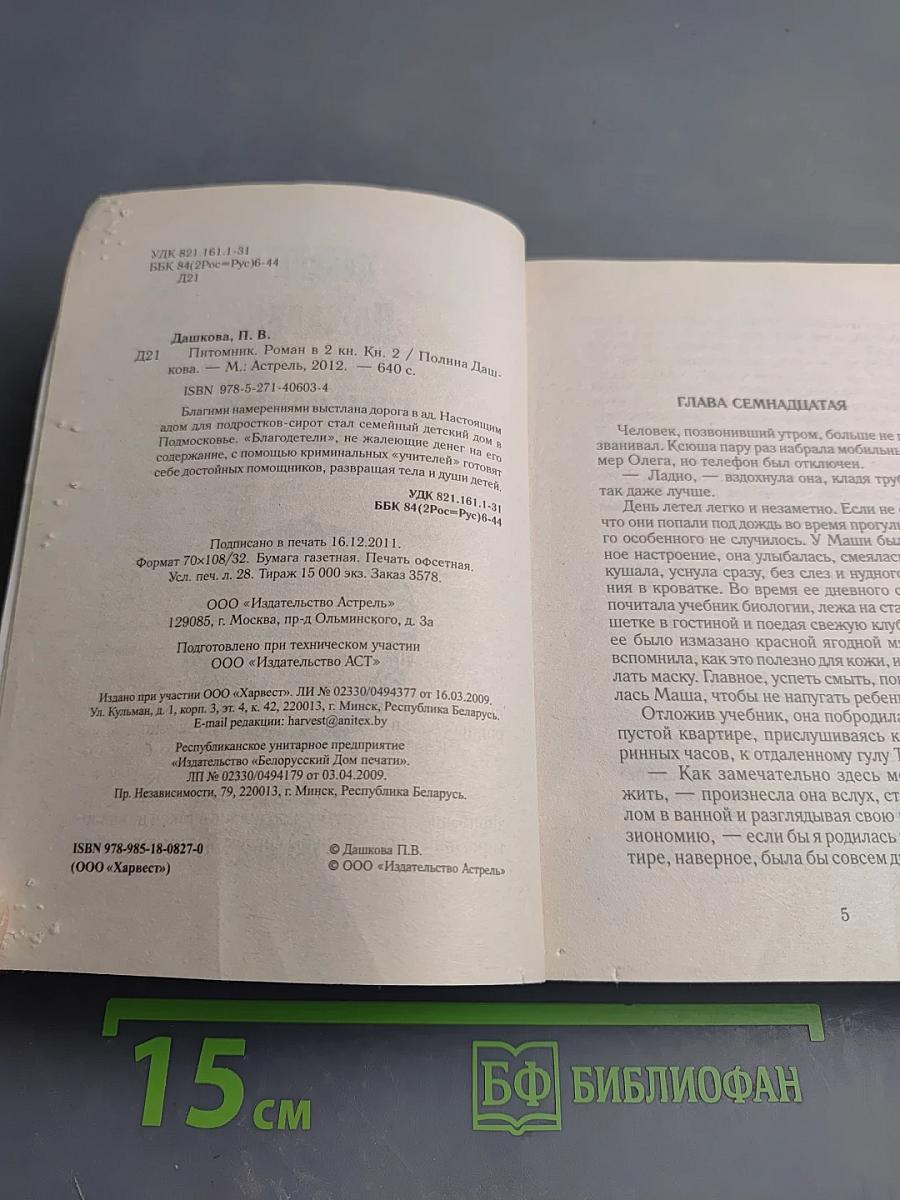 УДК 821.161.1-31
ББК 84(2Рос=Рус)6-44
Д21
Дашкова, П. В.
Д21 Питомник. Роман в 2 кн. Кн. 2 / Полина Даш-
кова. — М.: Астрель, 2012. — 640 с.
ISBN 978-5-271-40603-4
Благими намерениями выстлана дорога в ад. Настоящим
адом для подростков-сирот стал семейный детский дом в
Подмосковье. «Благодетели», не жалеющие денег на его
содержание, с помощью криминальных «учителей» готовят
себе достойных помощников, развращая тела и души детей.
УДК 821.161.1-31
ББК 84(2Рос=Рус)6-44
Подписано в печать 16.12.2011.
Формат 70×108/32. Бумага газетная. Печать офсетная.
Усл. печ. л. 28. Тираж 15 000 экз. Заказ 3578.
ООО «Издательство Астрель»
129085, г. Москва, пр-д Ольминского, д. 3а
Подготовлено при техническом участии
ООО «Издательство АСТ»
Издано при участии ООО «Харвест». ЛИ № 02330/0494377 от 16.03.2009.
Ул. Кульман, д. 1, корп. 3, эт. 4, к. 42, 220013, г. Минск, Республика Беларусь.
E-mail редакции: harvest@anitex.by
Республиканское унитарное предприятие
«Издательство «Белорусский Дом печати».
ЛП № 02330/0494179 от 03.04.2009.
Пр. Независимости, 79, 220013, г. Минск, Республика Беларусь.
ISBN 978-985-18-0827-0
(ООО «Харвест»)
© Дашкова П.В.
© ООО «Издательство Астрель»
ГЛАВА СЕМНАДЦАТАЯ
Человек, позвонивший утром, больше не
званивал. Ксюша пару раз набрала мобильн
мер Олега, но телефон был отключен.
— Ладно, — вздохнула она, кладя труб
так даже лучше.
День летел легко и незаметно. Если не
что они попали под дождь во время прогул
го особенного не случилось. У Маши был
ное настроение, она улыбалась, смеялас
кушала, уснула сразу, без слез и нудного
ния в кроватке. Во время ее дневного с
почитала учебник биологии, лежа на ста
шетке в гостиной и поедая свежую клуб
ее было измазано красной ягодной м
вспомнила, как это полезно для кожи, и
лать маску. Главное, успеть смыть, по
лась Маша, чтобы не напугать ребен
Отложив учебник, она побродила
пустой квартире, прислушиваясь к
ринных часов, к отдаленному гулу Т
— Как замечательно здесь м
жить, — произнесла она вслух, ст
лом в ванной и разглядывая свою
зиономию, — если бы я родилась
тире, наверное, была бы совсем д
5
15 см
БФ БИБЛИОФАН